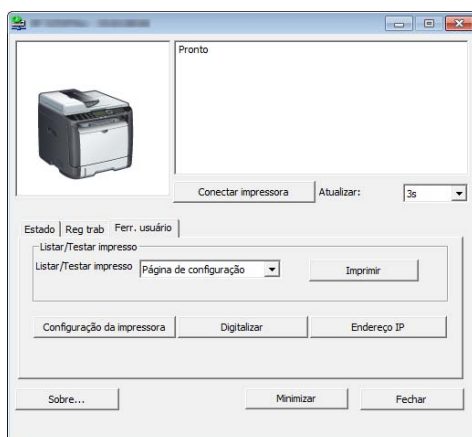 Pronto
Conectar impressora
Atualizar:
3s
Estado
Reg trab
Ferr. usuário
Listar/Testar impresso
Listar/Testar impresso
Página de configuração
Imprimir
Configuração da impressora
Digitalizar
Endereço IP
Sobre...
Minimizar
Fechar